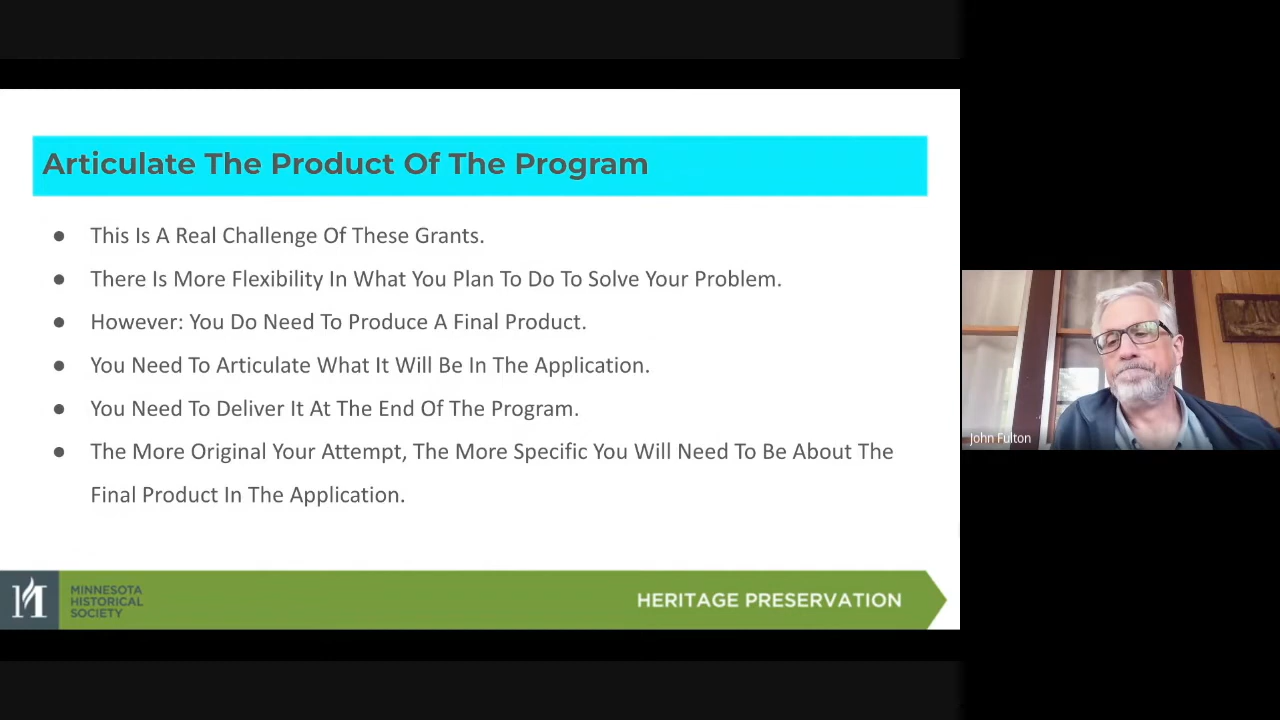 Articulate The Product Of The Program
● This Is A Real Challenge Of These Grants.
● There Is More Flexibility In What You Plan To Do To Solve Your Problem.
● However: You Do Need To Produce A Final Product.
● You Need To Articulate What It Will Be In The Application.
● You Need To Deliver It At The End Of The Program.
● The More Original Your Attempt, The More Specific You Will Need To Be About The
Final Product In The Application.
John Fulton
MINNESOTA
HISTORICAL
SOCIETY
HERITAGE PRESERVATION